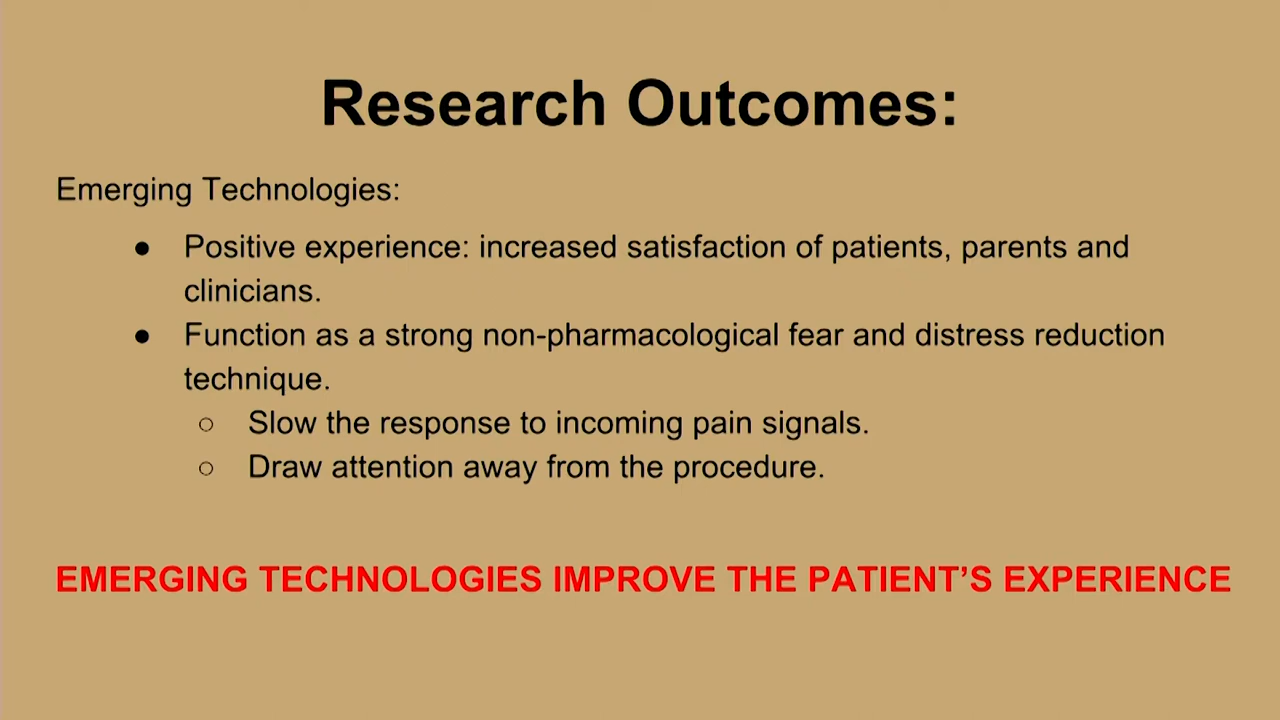 Research Outcomes:
Emerging Technologies:
● Positive experience: increased satisfaction of patients, parents and
clinicians.
● Function as a strong non-pharmacological fear and distress reduction
technique.
○ Slow the response to incoming pain signals.
○ Draw attention away from the procedure.
EMERGING TECHNOLOGIES IMPROVE THE PATIENT’S EXPERIENCE